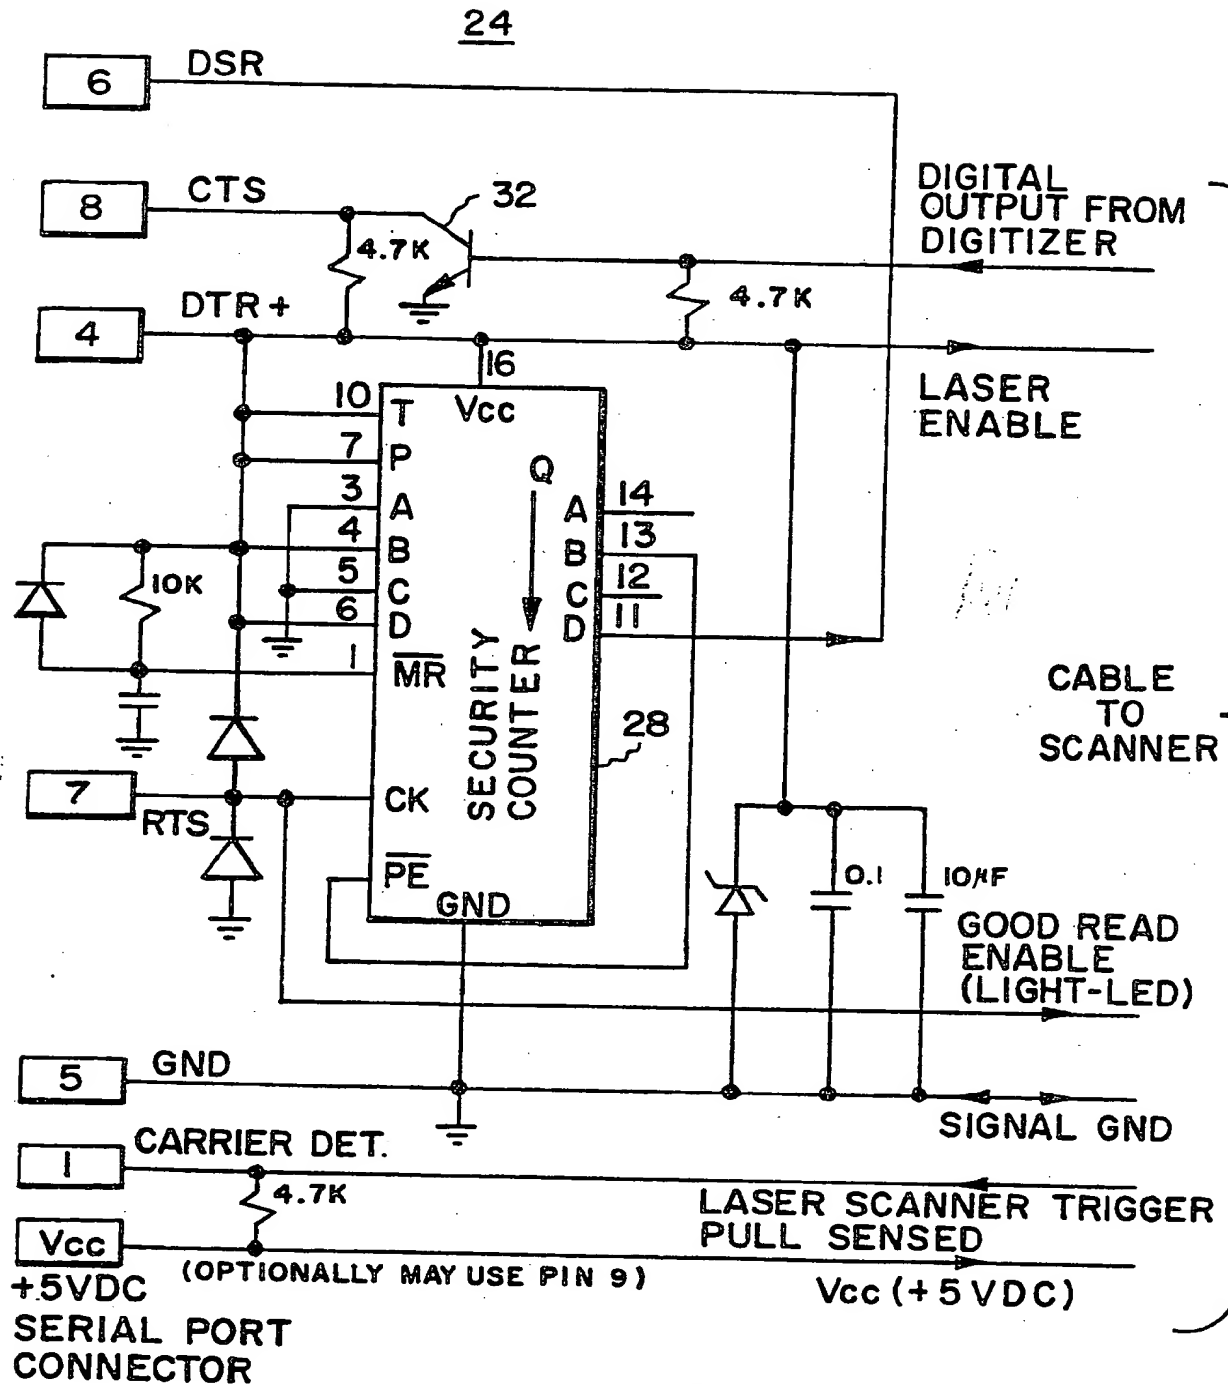 24
6 DSR
8 CTS
32
DIGITAL
OUTPUT FROM
DIGITIZER
4.7K
4.7K
4 DTR+
16
Vcc
LASER
ENABLE
10 T
7 P
3 A
4 B
5 C
6 D
1 MR
Q
A 14
B 13
C 12
D 11
10K
SECURITY
COUNTER
28
CABLE
TO
SCANNER
7
RTS
CK
PE
GND
0.1
10µF
GOOD READ
ENABLE
(LIGHT-LED)
5 GND
SIGNAL GND
1 CARRIER DET.
4.7K
LASER SCANNER TRIGGER
PULL SENSED
Vcc
+5VDC
(OPTIONALLY MAY USE PIN 9)
Vcc (+5VDC)
SERIAL PORT
CONNECTOR